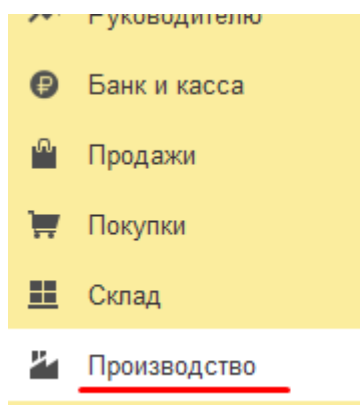 Руководителю
Банк и касса
Продажи
Покупки
Склад
Производство